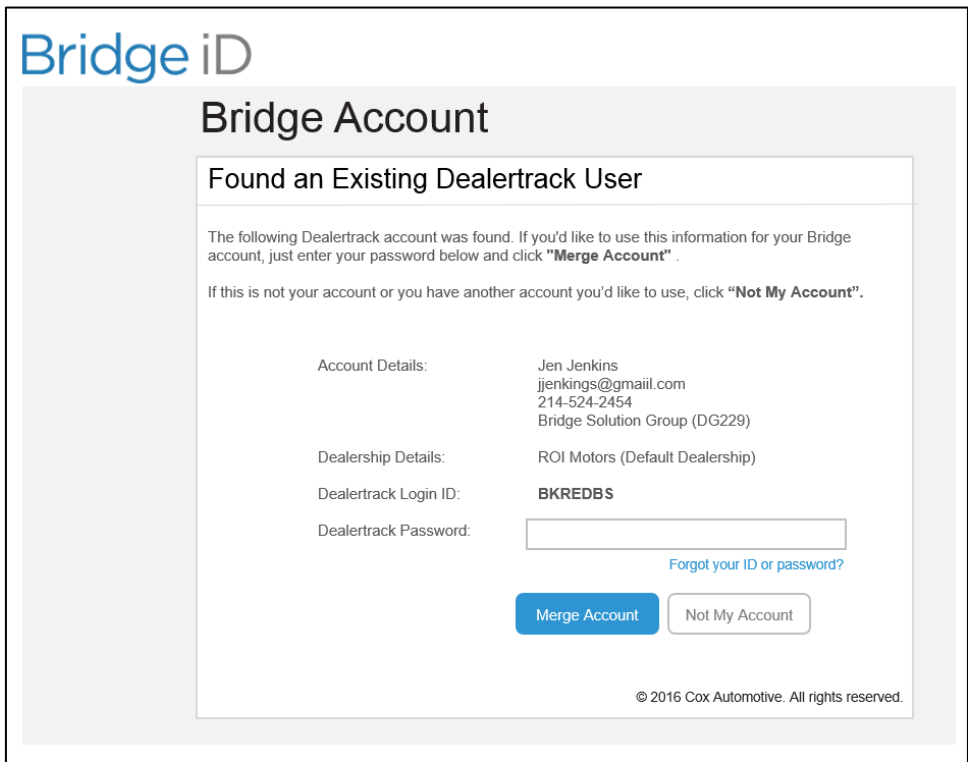 Bridge iD
Bridge Account
Found an Existing Dealertrack User
The following Dealertrack account was found. If you'd like to use this information for your Bridge
account, just enter your password below and click "Merge Account" .
If this is not your account or you have another account you’d like to use, click “Not My Account”.
Account Details: Jen Jenkins
jjenkings@gmaiil.com
214-524-2454
Bridge Solution Group (DG229)
Dealership Details: ROI Motors (Default Dealership)
Dealertrack Login ID: BKREDBS
Dealertrack Password:
Forgot your ID or password?
Merge Account Not My Account
© 2016 Cox Automotive. All rights reserved.